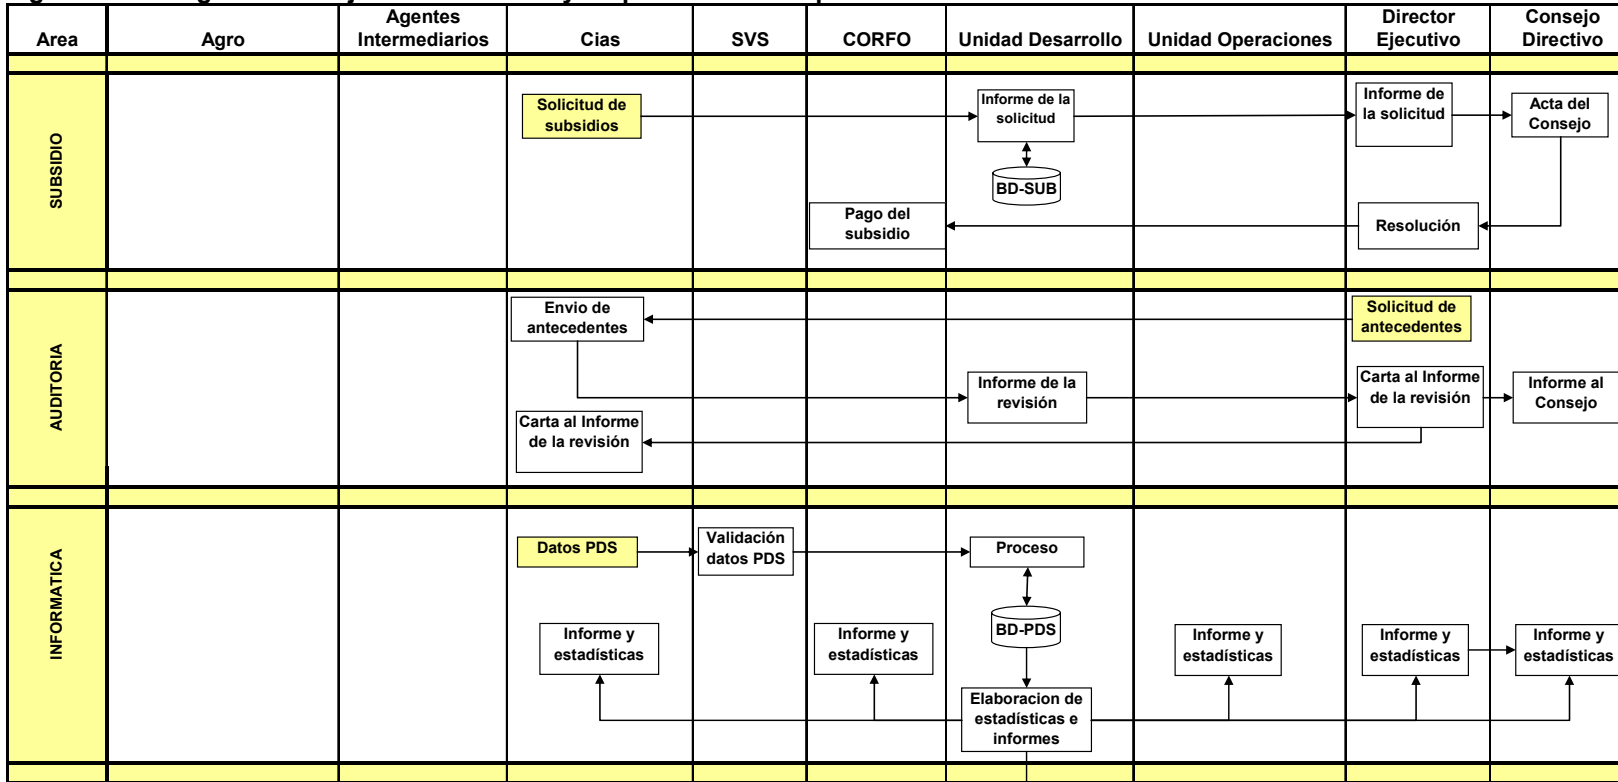 Agentes
Director
Consejo
Area
Agro
Intermediarios
Cias
SVS
CORFO
Unidad Desarrollo
Unidad Operaciones
Ejecutivo
Directivo
SUBSIDIO
Solicitud de
subsidios
Informe de la
solicitud
Informe de
la solicitud
Acta del
Consejo
BD-SUB
Pago del
subsidio
Resolución
AUDITORIA
Envio de
antecedentes
Solicitud de
antecedentes
Informe de la
revisión
Carta al Informe
de la revisión
Informe al
Consejo
Carta al Informe
de la revisión
INFORMATICA
Datos PDS
Validación
datos PDS
Proceso
BD-PDS
Informe y
estadísticas
Informe y
estadísticas
Informe y
estadísticas
Informe y
estadísticas
Informe y
estadísticas
Elaboracion de
estadísticas e
informes